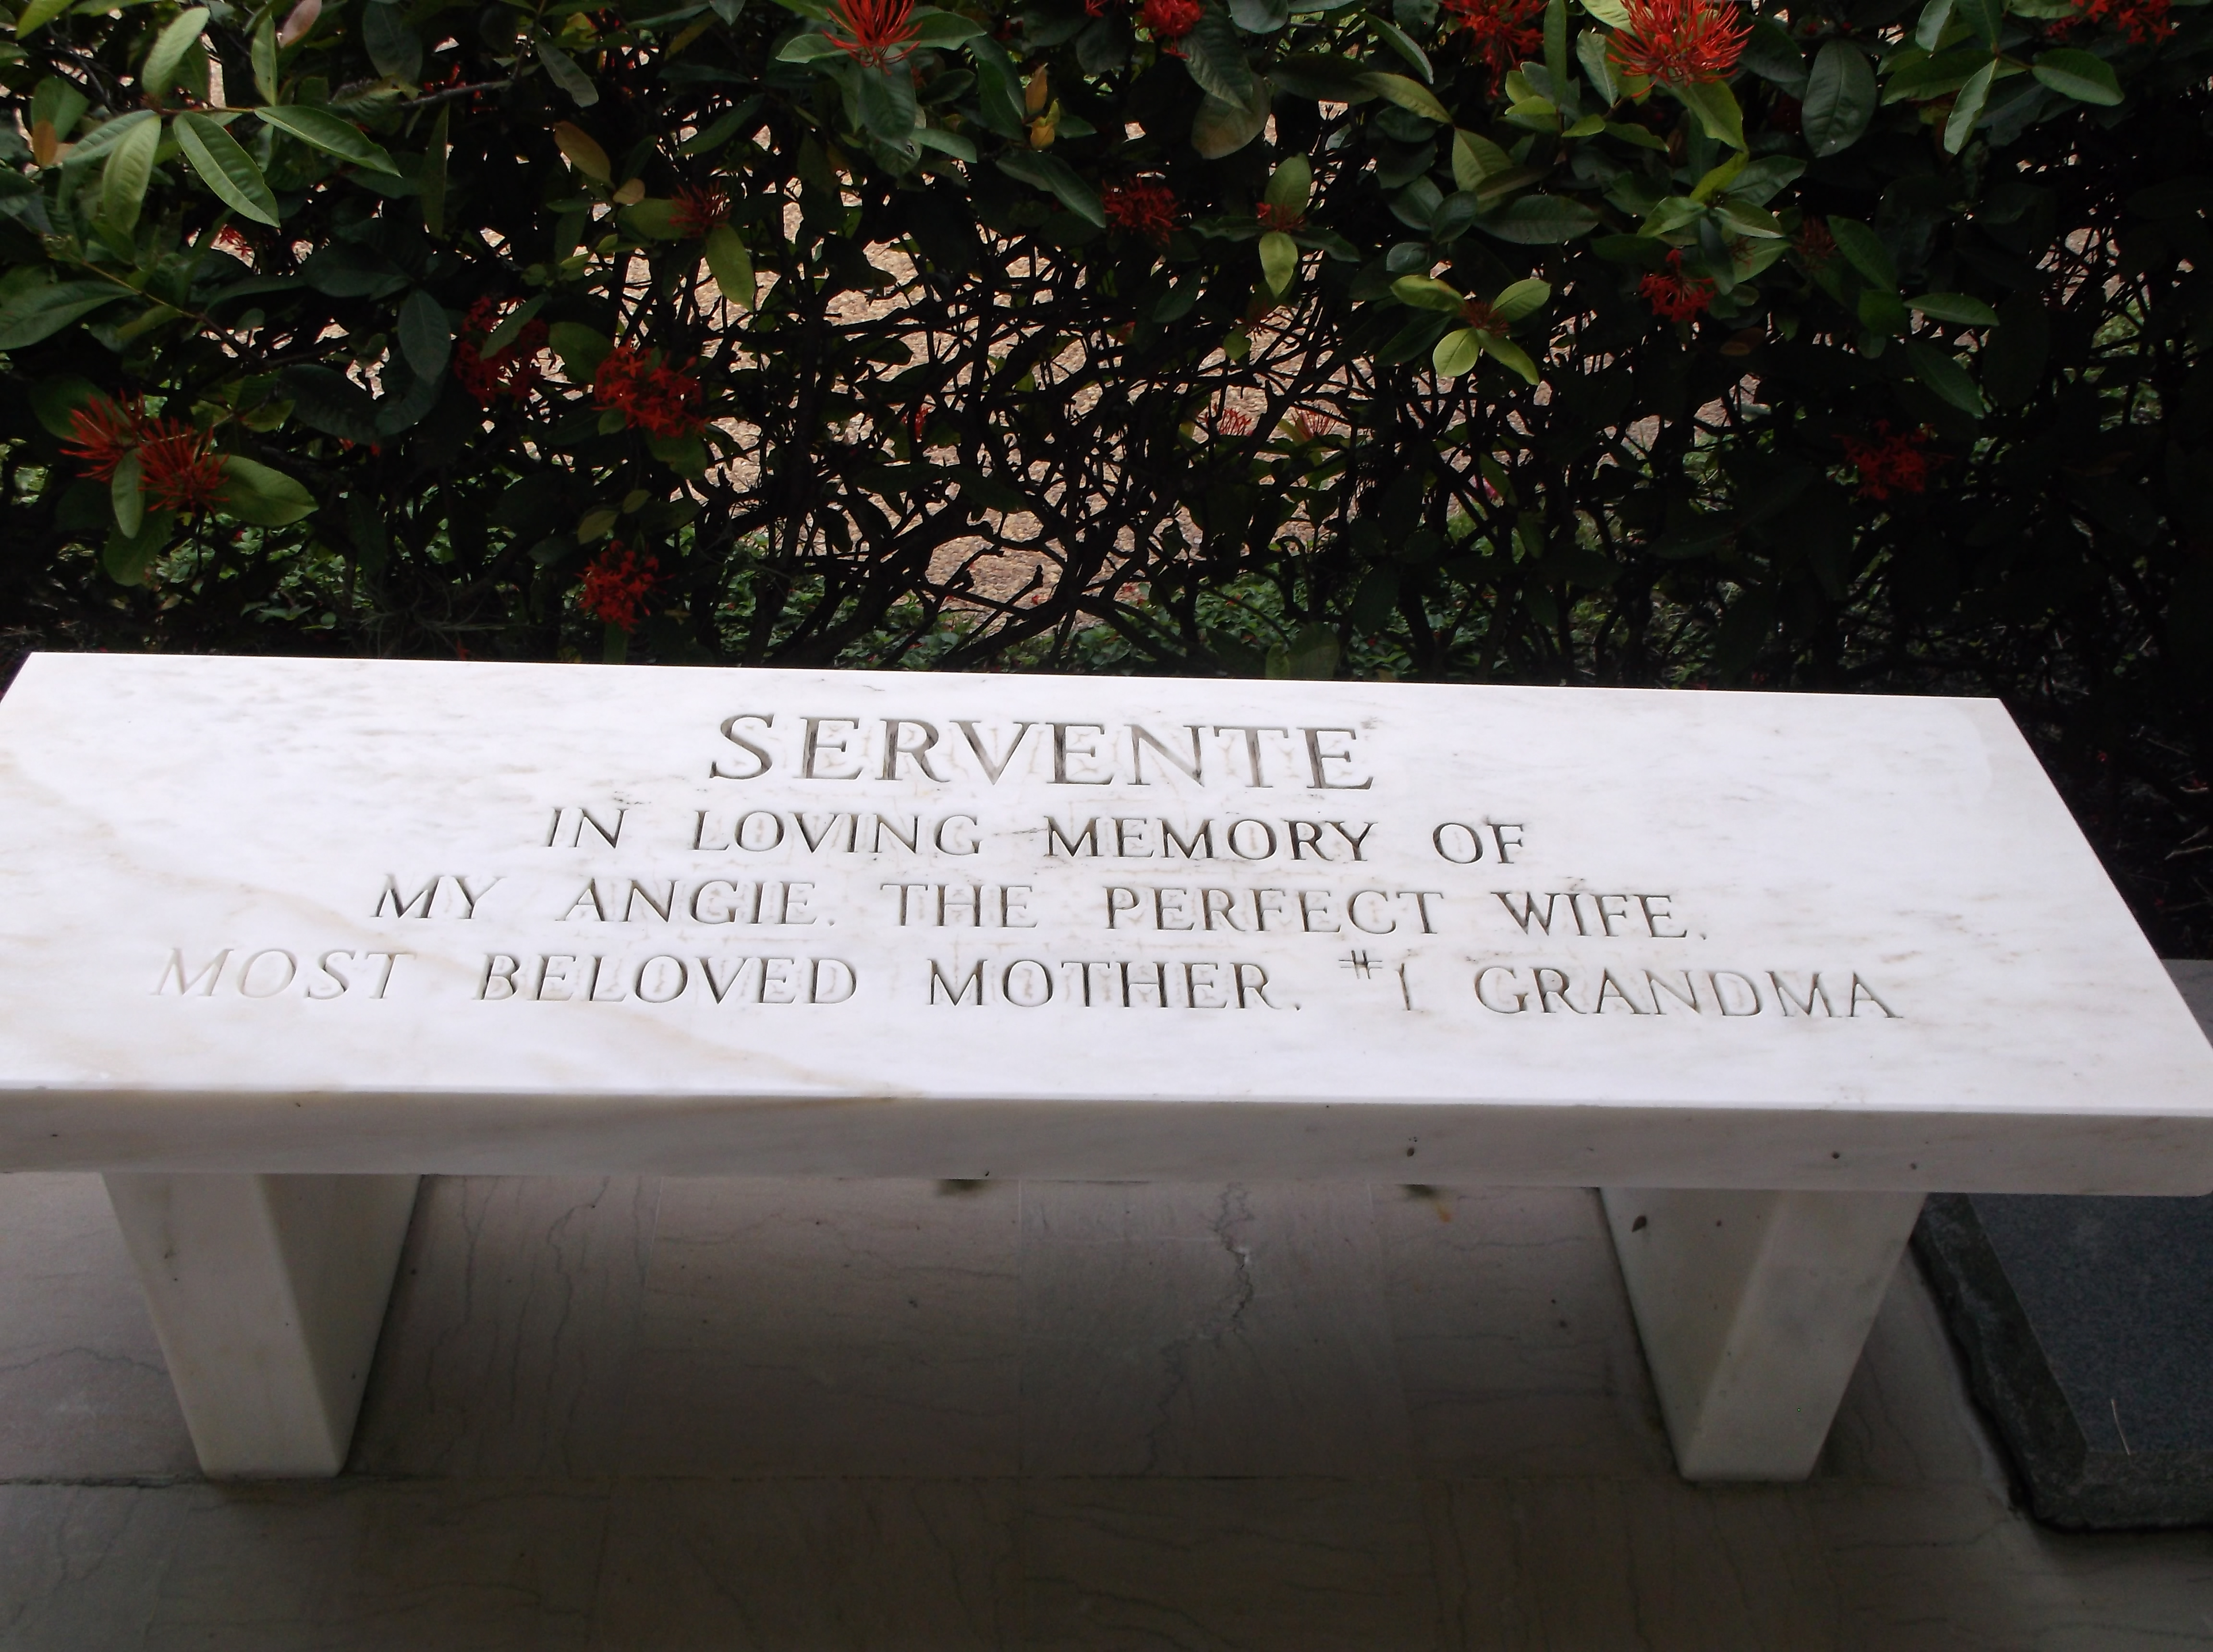 SERVENTE
IN LOVING MEMORY OF
MY ANGIE. THE PERFECT WIFE.
MOST BELOVED MOTHER. #1 GRANDMA